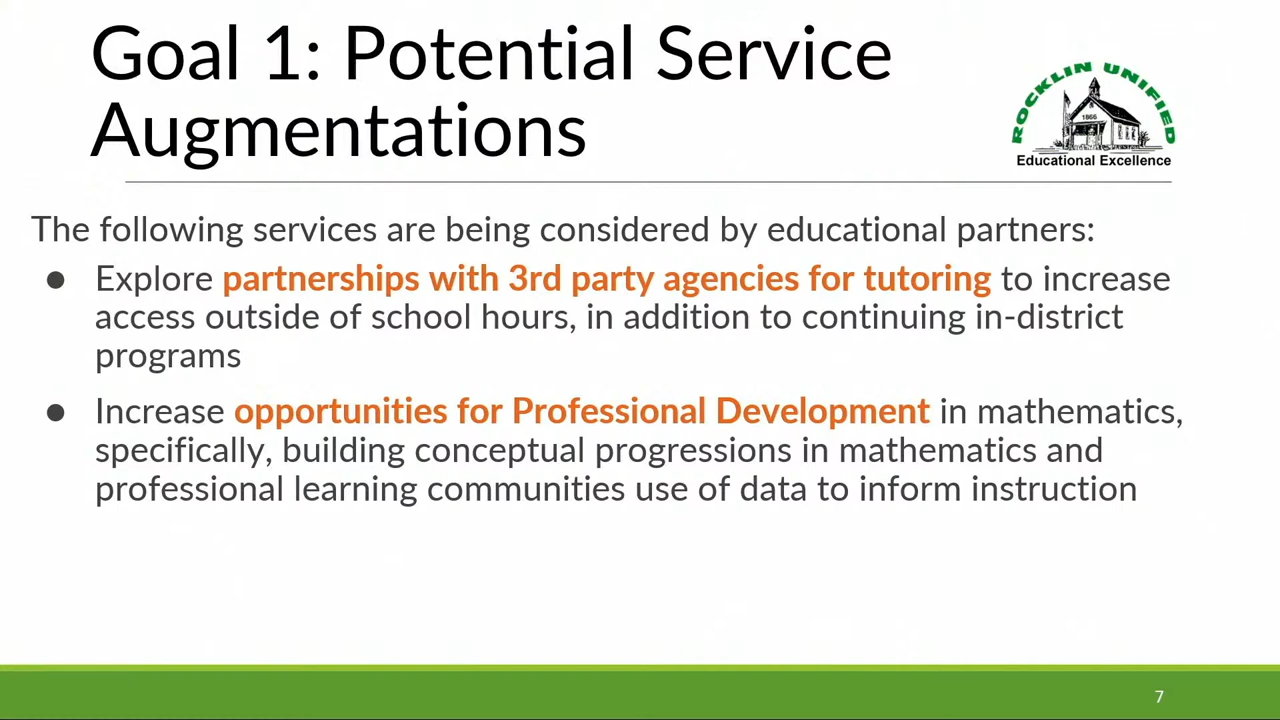 Goal 1: Potential Service
Augmentations
ROCKLIN UNIFIED
1866
Educational Excellence
The following services are being considered by educational partners:
● Explore partnerships with 3rd party agencies for tutoring to increase
access outside of school hours, in addition to continuing in-district
programs
● Increase opportunities for Professional Development in mathematics,
specifically, building conceptual progressions in mathematics and
professional learning communities use of data to inform instruction
7